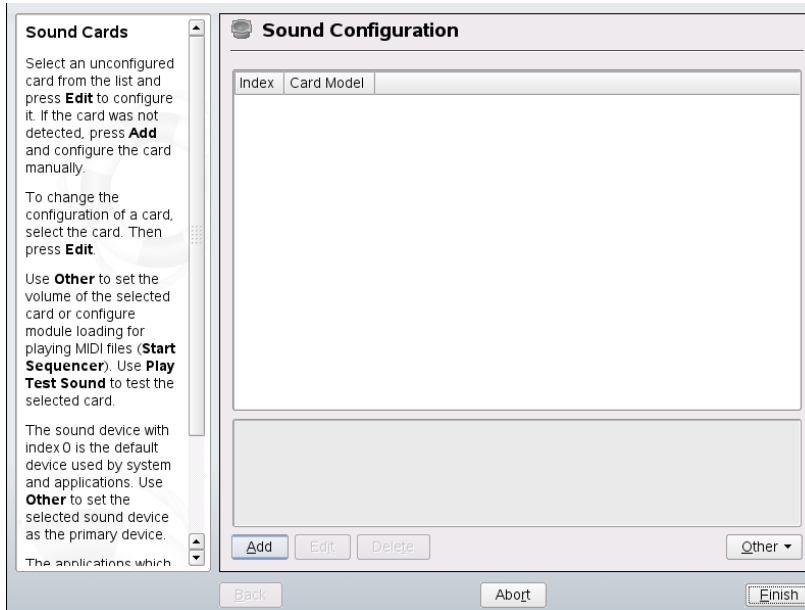 Sound Cards
Select an unconfigured
card from the list and
press Edit to configure
it. If the card was not
detected, press Add
and configure the card
manually.
To change the
configuration of a card,
select the card. Then
press Edit.
Use Other to set the
volume of the selected
card or configure
module loading for
playing MIDI files (Start
Sequencer). Use Play
Test Sound to test the
selected card.
The sound device with
index 0 is the default
device used by system
and applications. Use
Other to set the
selected sound device
as the primary device.
The applications which
Sound Configuration
Index Card Model
Add Edit Delete Other
Back Abort Finish